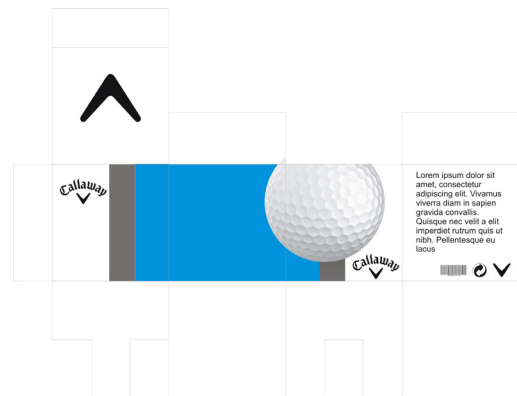 Callaway
Callaway
Lorem ipsum dolor sit
amet, consectetur
adipiscing elit. Vivamus
viverra diam in sapien
gravida convallis.
Quisque nec velit a elit
imperdiet rutrum quis ut
nibh. Pellentesque eu
lacus